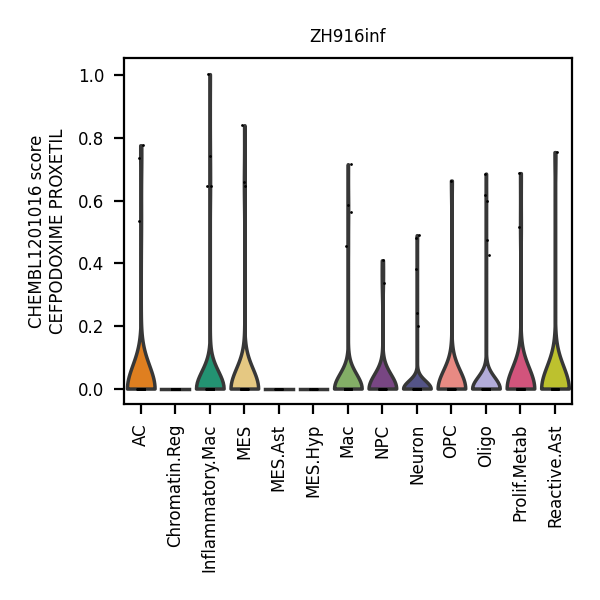 ZH916inf
CHEMBL1201016 score
CEFPODOXIME PROXETIL
1.0
0.8
0.6
0.4
0.2
0.0
AC
Chromatin.Reg
Inflammatory.Mac
MES
MES.Ast
MES.Hyp
Mac
NPC
Neuron
OPC
Oligo
Prolif.Metab
Reactive.Ast